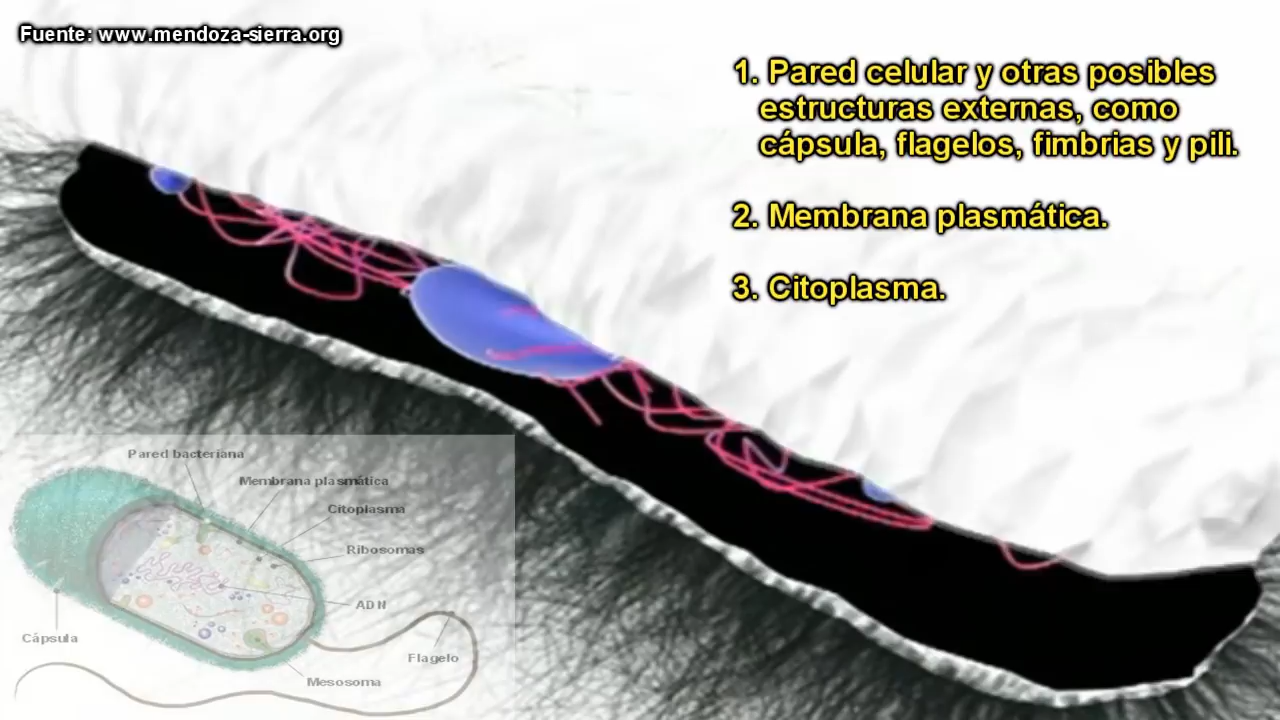 Fuente: www.mendoza-sierra.org
1. Pared celular y otras posibles
estructuras externas, como
cápsula, flagelos, fimbrias y pili.
2. Membrana plasmática.
3. Citoplasma.
Pared bacteriana
Membrana plasmática
Citoplasma
Ribosomas
ADN
Cápsula
Flagelo
Mesosoma